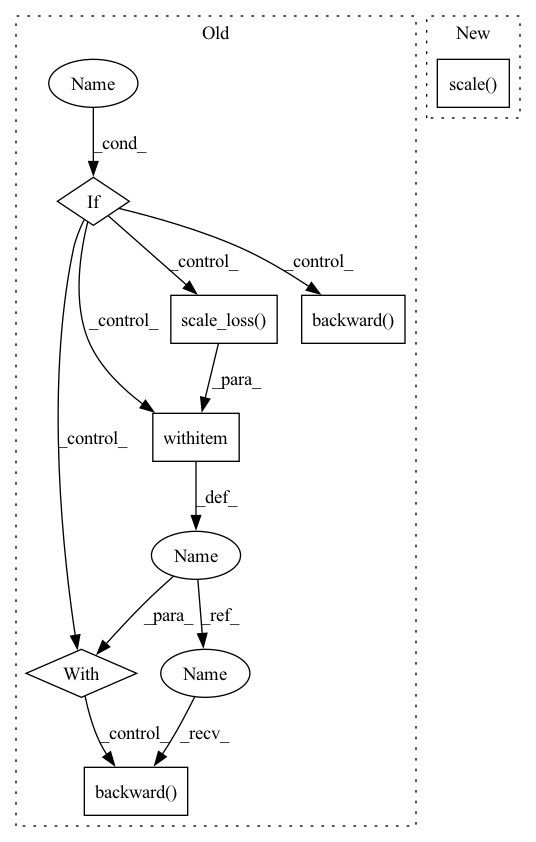 Old
New
Name
scale()
_cond_
If
_control_
_control_
_control_
scale_loss()
backward()
_para_
_control_
withitem
_def_
Name
_para_
_ref_
With
Name
_control_
_recv_
backward()